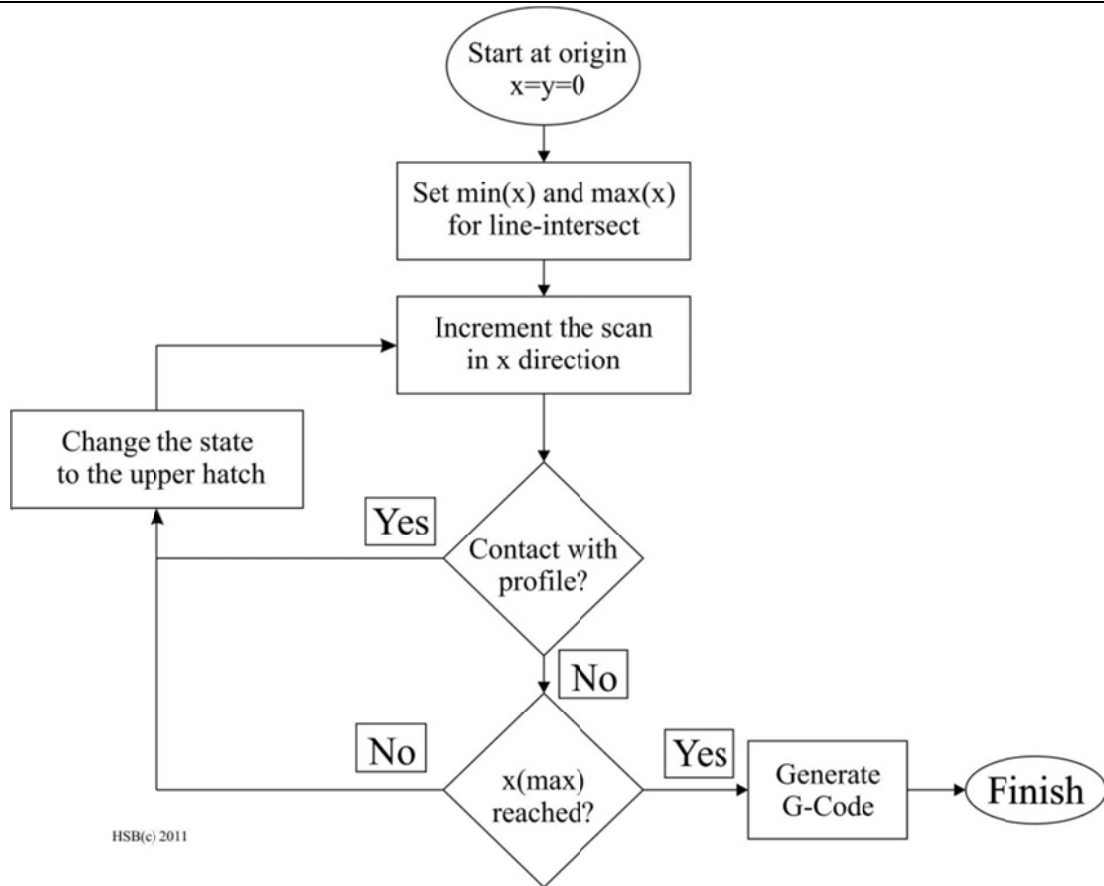 Start at origin
x=y=0
Set min(x) and max(x)
for line-intersect
Increment the scan
in x direction
Change the state
to the upper hatch
Yes
Contact with
profile?
No
No
x(max)
reached?
Yes
Generate
G-Code
Finish
HSB(c) 2011